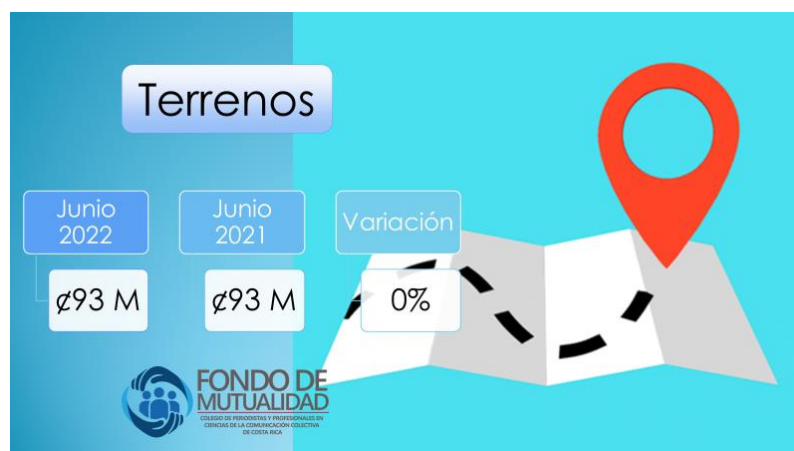 Terrenos
Junio
2022
Junio
2021
Variación
¢93 M
¢93 M
0%
FONDO DE
MUTUALIDAD
COLEGIO DE PERIODISTAS Y PROFESIONALES EN
CIENCIAS DE LA COMUNICACIÓN COLECTIVA
DE COSTA RICA